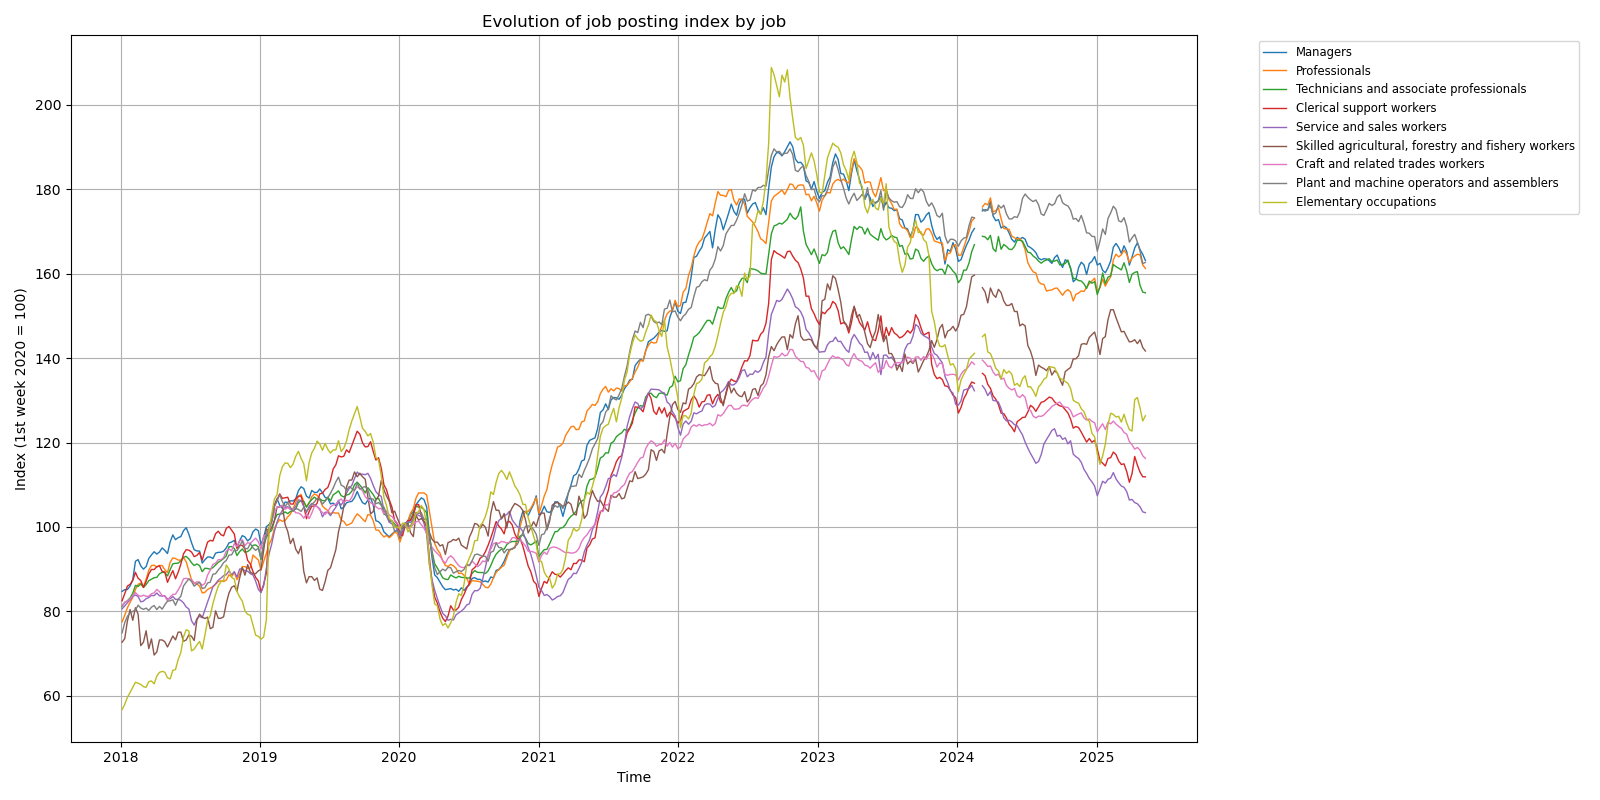 Evolution of job posting index by job
Index (1st week 2020 = 100)
200
180
160
140
120
100
80
60
2018
2019
2020
2021
2022
2023
2024
2025
Time
Managers
Professionals
Technicians and associate professionals
Clerical support workers
Service and sales workers
Skilled agricultural, forestry and fishery workers
Craft and related trades workers
Plant and machine operators and assemblers
Elementary occupations